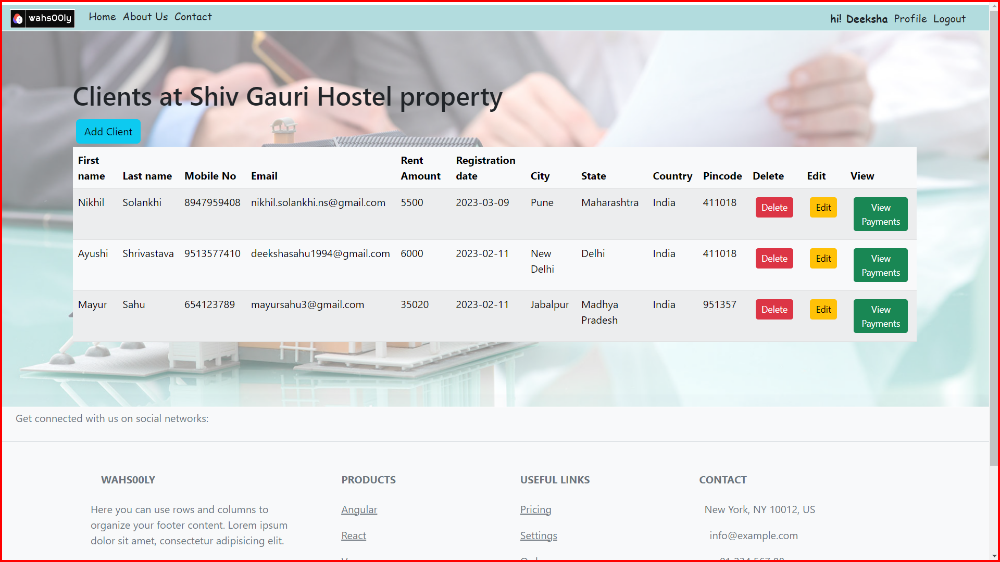 wahs00ly Home About Us Contact hi! Deeksha Profile Logout
Clients at Shiv Gauri Hostel property
Add Client
First name Last name Mobile No Email Rent Amount Registration date City State Country Pincode Delete Edit View
Nikhil Solankhi 8947959408 nikhil.solankhi.ns@gmail.com 5500 2023-03-09 Pune Maharashtra India 411018 Delete Edit View Payments
Ayushi Shrivastava 9513577410 deekshasahu1994@gmail.com 6000 2023-02-11 New Delhi Delhi India 411018 Delete Edit View Payments
Mayur Sahu 654123789 mayursahu3@gmail.com 35020 2023-02-11 Jabalpur Madhya Pradesh India 951357 Delete Edit View Payments
Get connected with us on social networks:
WAHS00LY
Here you can use rows and columns to
organize your footer content. Lorem ipsum
dolor sit amet, consectetur adipisicing elit.
PRODUCTS
Angular
React
USEFUL LINKS
Pricing
Settings
CONTACT
New York, NY 10012, US
info@example.com